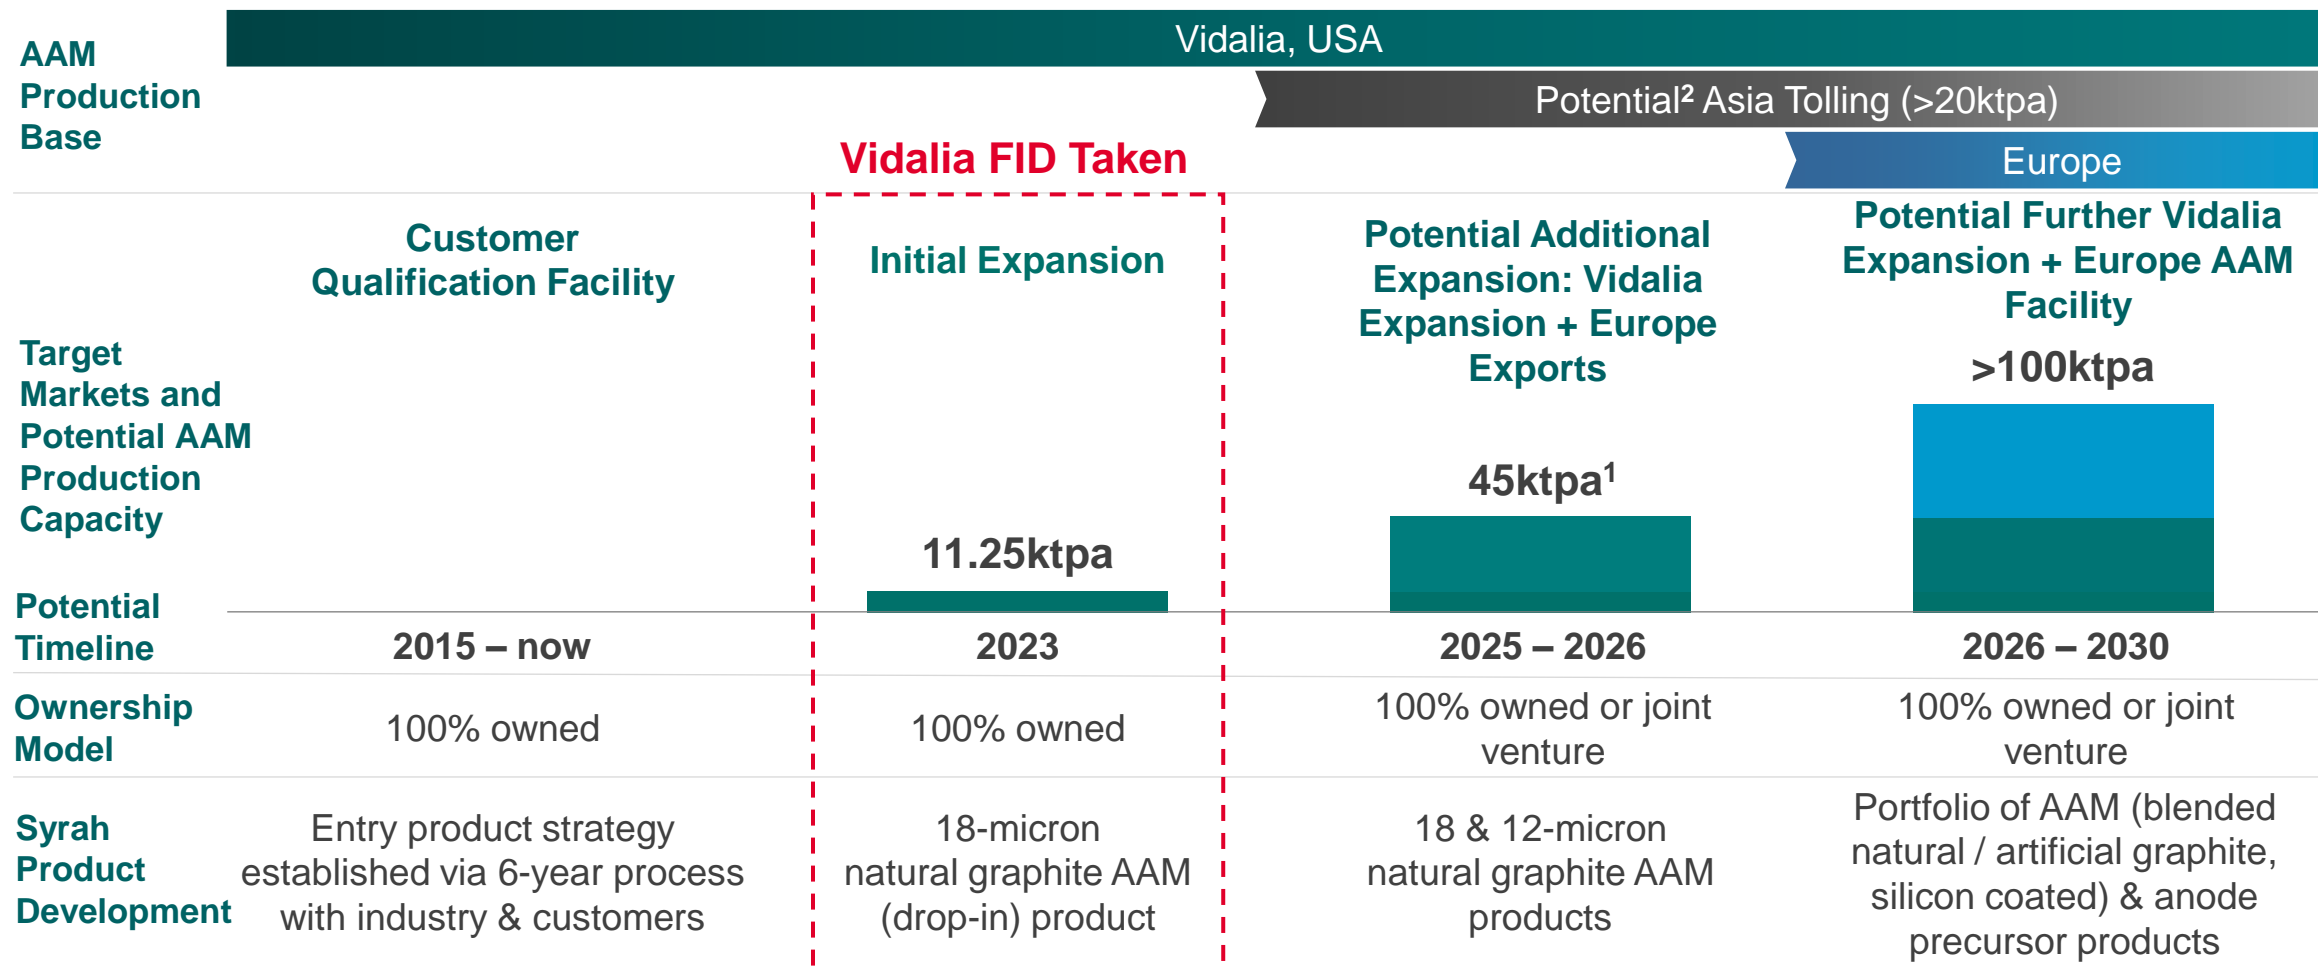 AAM
Production
Base
Vidalia, USA
Potential² Asia Tolling (>20ktpa)
Europe
Vidalia FID Taken
Target
Markets and
Potential AAM
Production
Capacity
Customer
Qualification Facility
Initial Expansion
11.25ktpa
Potential Additional
Expansion: Vidalia
Expansion + Europe
Exports
45ktpa¹
Potential Further Vidalia
Expansion + Europe AAM
Facility
>100ktpa
Potential
Timeline
2015 – now
2023
2025 – 2026
2026 – 2030
Ownership
Model
100% owned
100% owned
100% owned or joint
venture
100% owned or joint
venture
Syrah
Product
Development
Entry product strategy
established via 6-year process
with industry & customers
18-micron
natural graphite AAM
(drop-in) product
18 & 12-micron
natural graphite AAM
products
Portfolio of AAM (blended
natural / artificial graphite,
silicon coated) & anode
precursor products